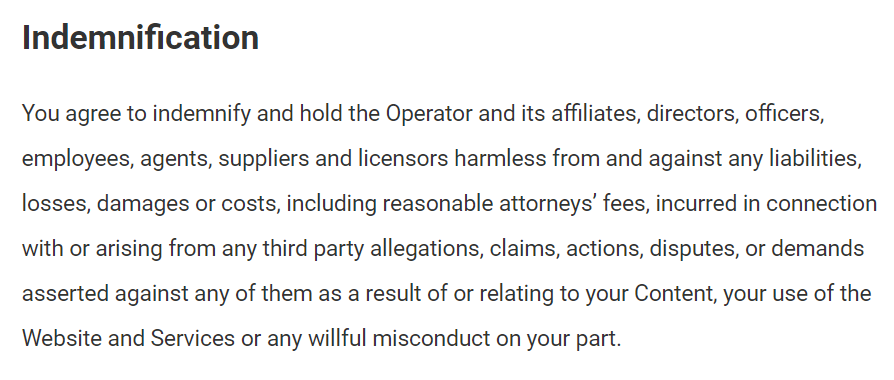 Indemnification
You agree to indemnify and hold the Operator and its affiliates, directors, officers,
employees, agents, suppliers and licensors harmless from and against any liabilities,
losses, damages or costs, including reasonable attorneys’ fees, incurred in connection
with or arising from any third party allegations, claims, actions, disputes, or demands
asserted against any of them as a result of or relating to your Content, your use of the
Website and Services or any willful misconduct on your part.